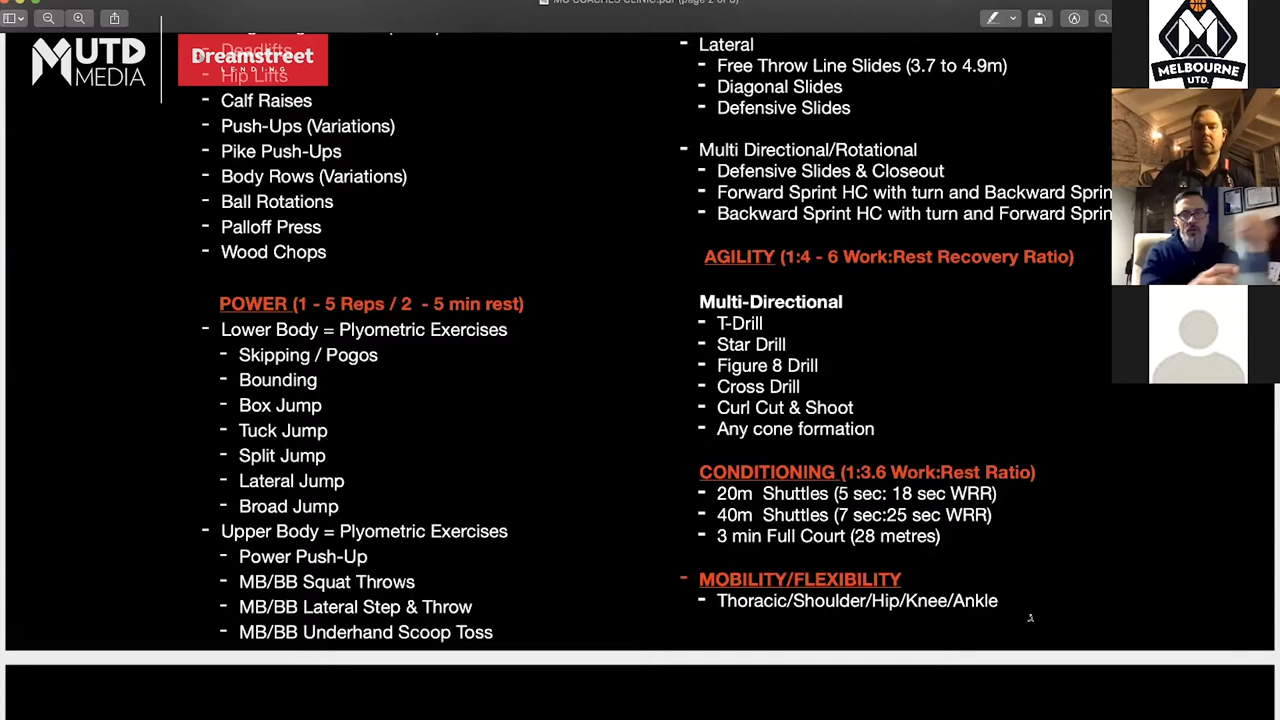 MUTD
MEDIA
Dreamstreet
LENDING
Deadlifts
- Hip Lifts
- Calf Raises
- Push-Ups (Variations)
- Pike Push-Ups
- Body Rows (Variations)
- Ball Rotations
- Palloff Press
- Wood Chops
POWER (1 - 5 Reps / 2 - 5 min rest)
- Lower Body = Plyometric Exercises
- Skipping / Pogos
- Bounding
- Box Jump
- Tuck Jump
- Split Jump
- Lateral Jump
- Broad Jump
- Upper Body = Plyometric Exercises
- Power Push-Up
- MB/BB Squat Throws
- MB/BB Lateral Step & Throw
- MB/BB Underhand Scoop Toss
- Lateral
- Free Throw Line Slides (3.7 to 4.9m)
- Diagonal Slides
- Defensive Slides
- Multi Directional/Rotational
- Defensive Slides & Closeout
- Forward Sprint HC with turn and Backward Sprin
- Backward Sprint HC with turn and Forward Sprin
AGILITY (1:4 - 6 Work:Rest Recovery Ratio)
Multi-Directional
- T-Drill
- Star Drill
- Figure 8 Drill
- Cross Drill
- Curl Cut & Shoot
- Any cone formation
CONDITIONING (1:3.6 Work:Rest Ratio)
- 20m Shuttles (5 sec: 18 sec WRR)
- 40m Shuttles (7 sec:25 sec WRR)
- 3 min Full Court (28 metres)
- MOBILITY/FLEXIBILITY
- Thoracic/Shoulder/Hip/Knee/Ankle
MELBOURNE
UTD.